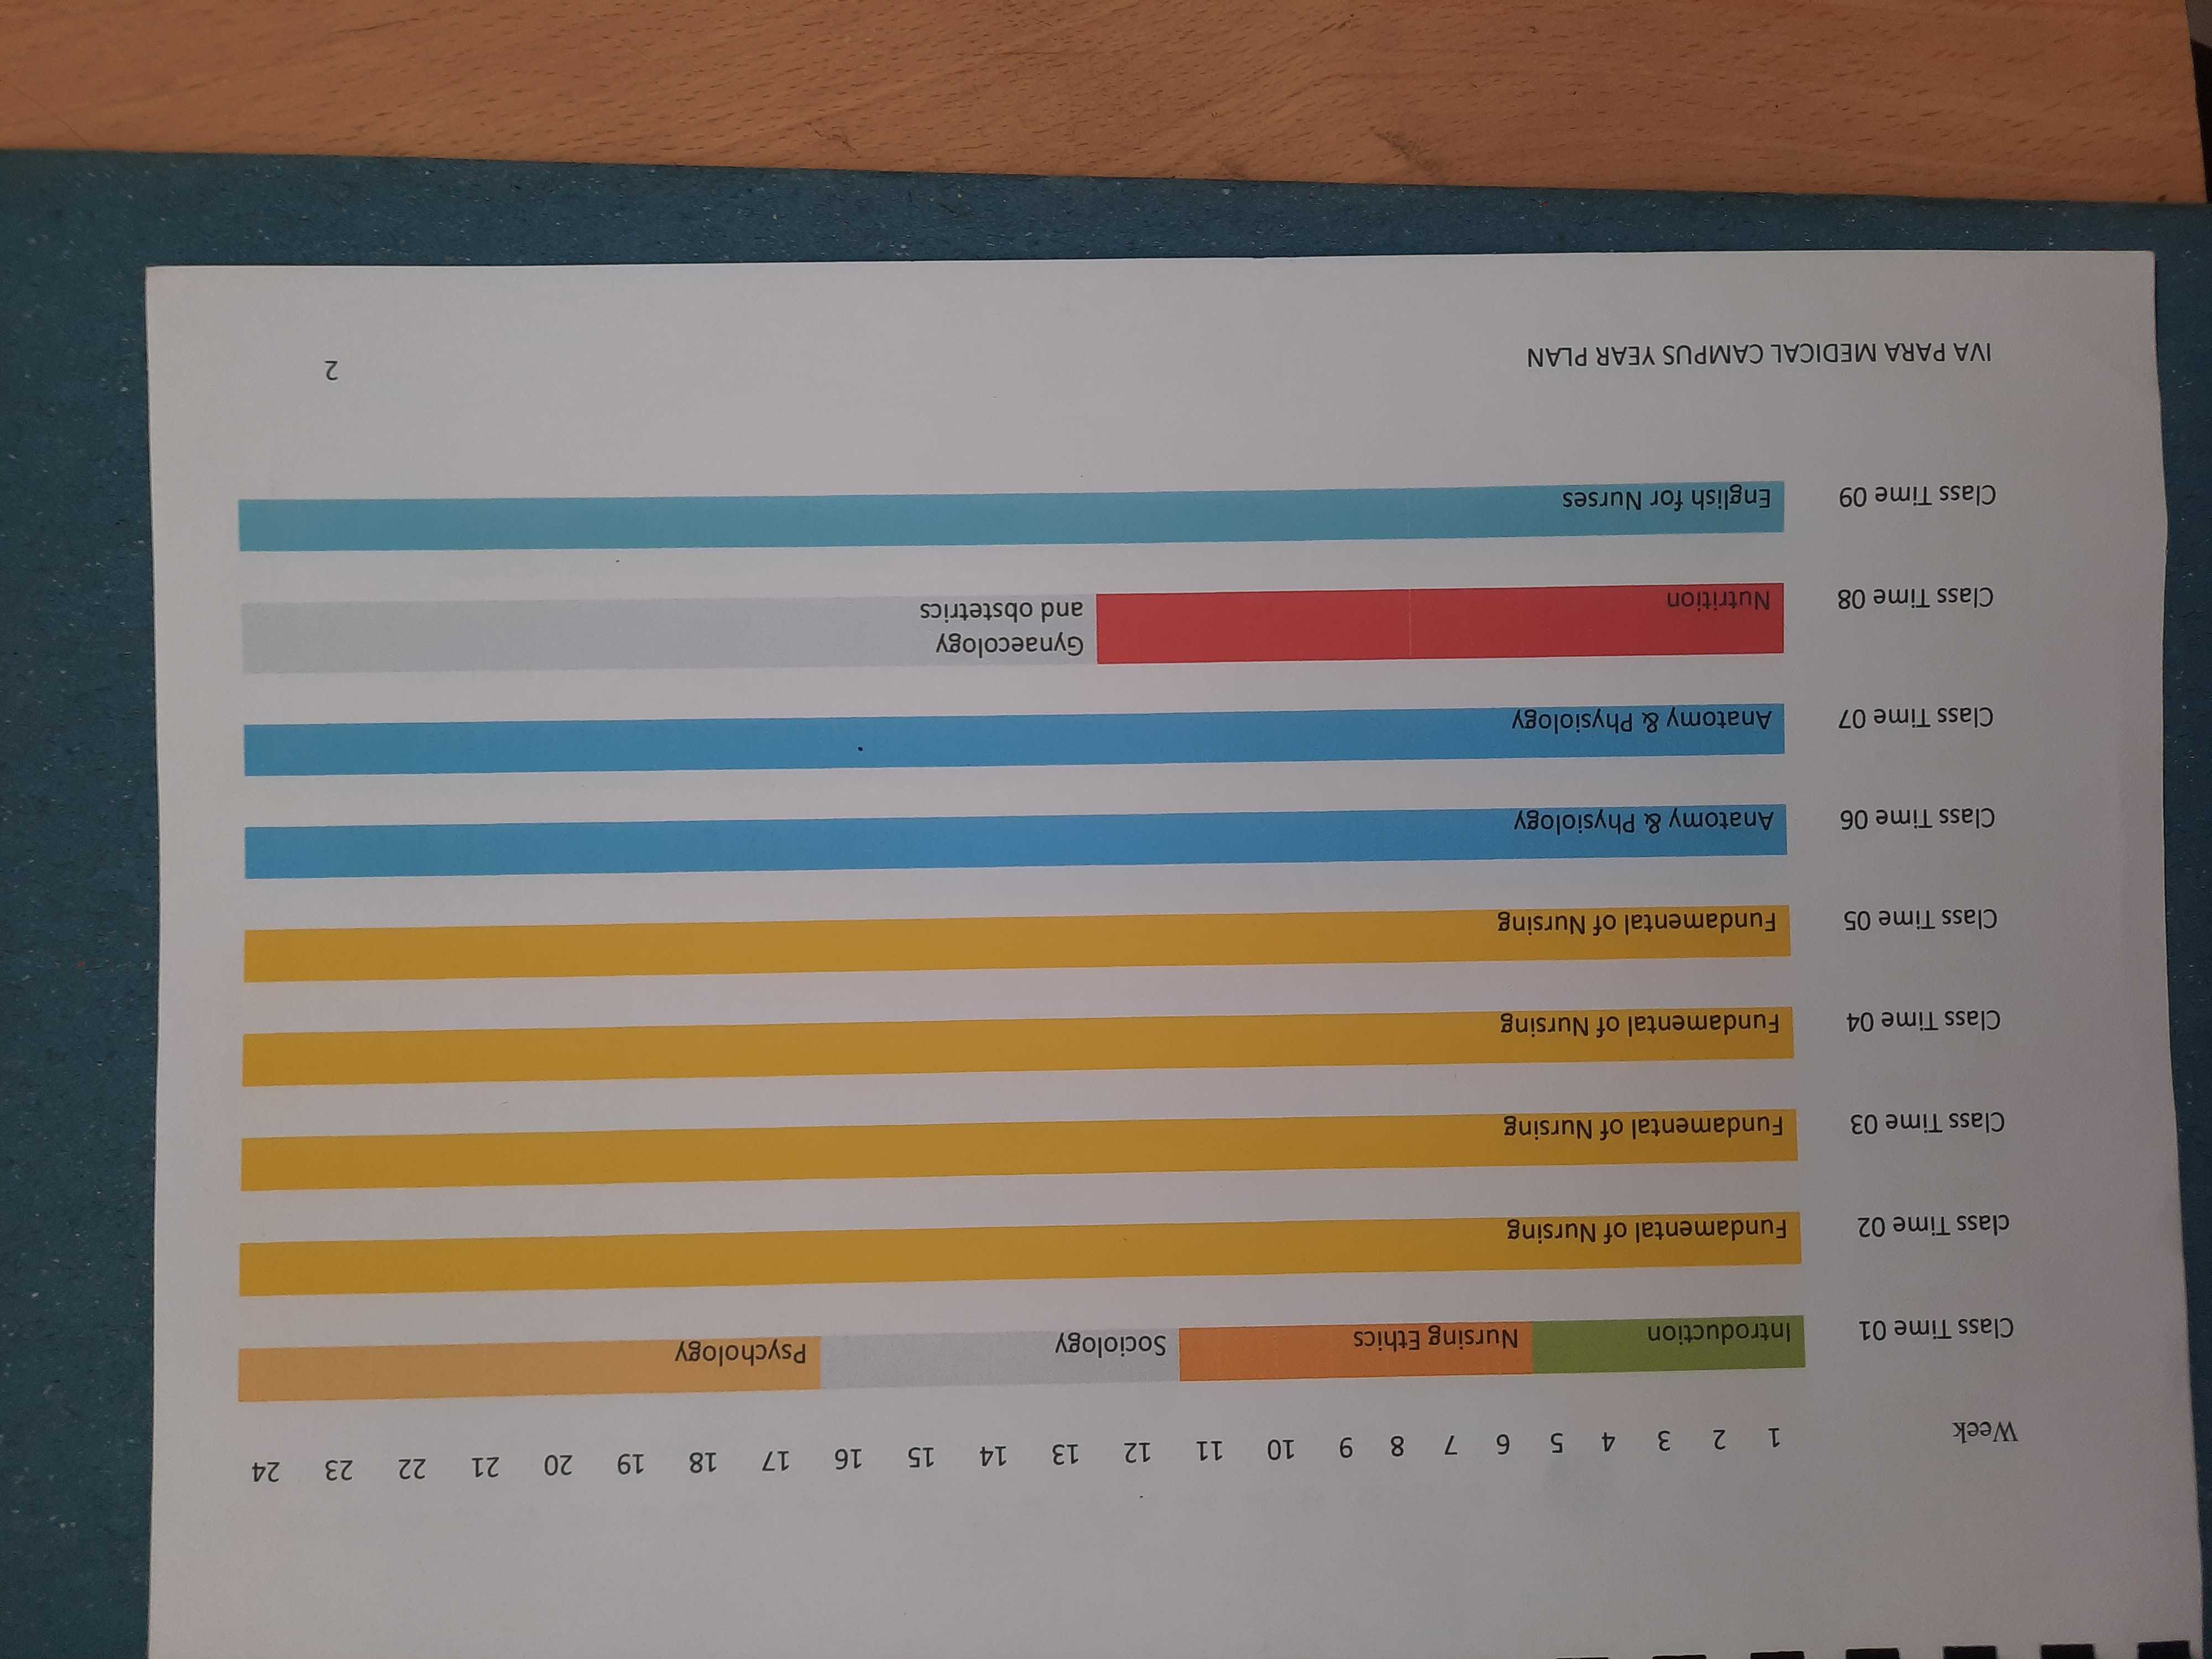 Week 1 2 3 4 5 6 7 8 9 10 11 12 13 14 15 16 17 18 19 20 21 22 23 24
Class Time 01 Introduction Nursing Ethics Sociology Psychology
class Time 02 Fundamental of Nursing
Class Time 03 Fundamental of Nursing
Class Time 04 Fundamental of Nursing
Class Time 05 Fundamental of Nursing
Class Time 06 Anatomy & Physiology
Class Time 07 Anatomy & Physiology
Class Time 08 Nutrition Gynaecology
and obstetrics
Class Time 09 English for Nurses
IVA PARA MEDICAL CAMPUS YEAR PLAN 2